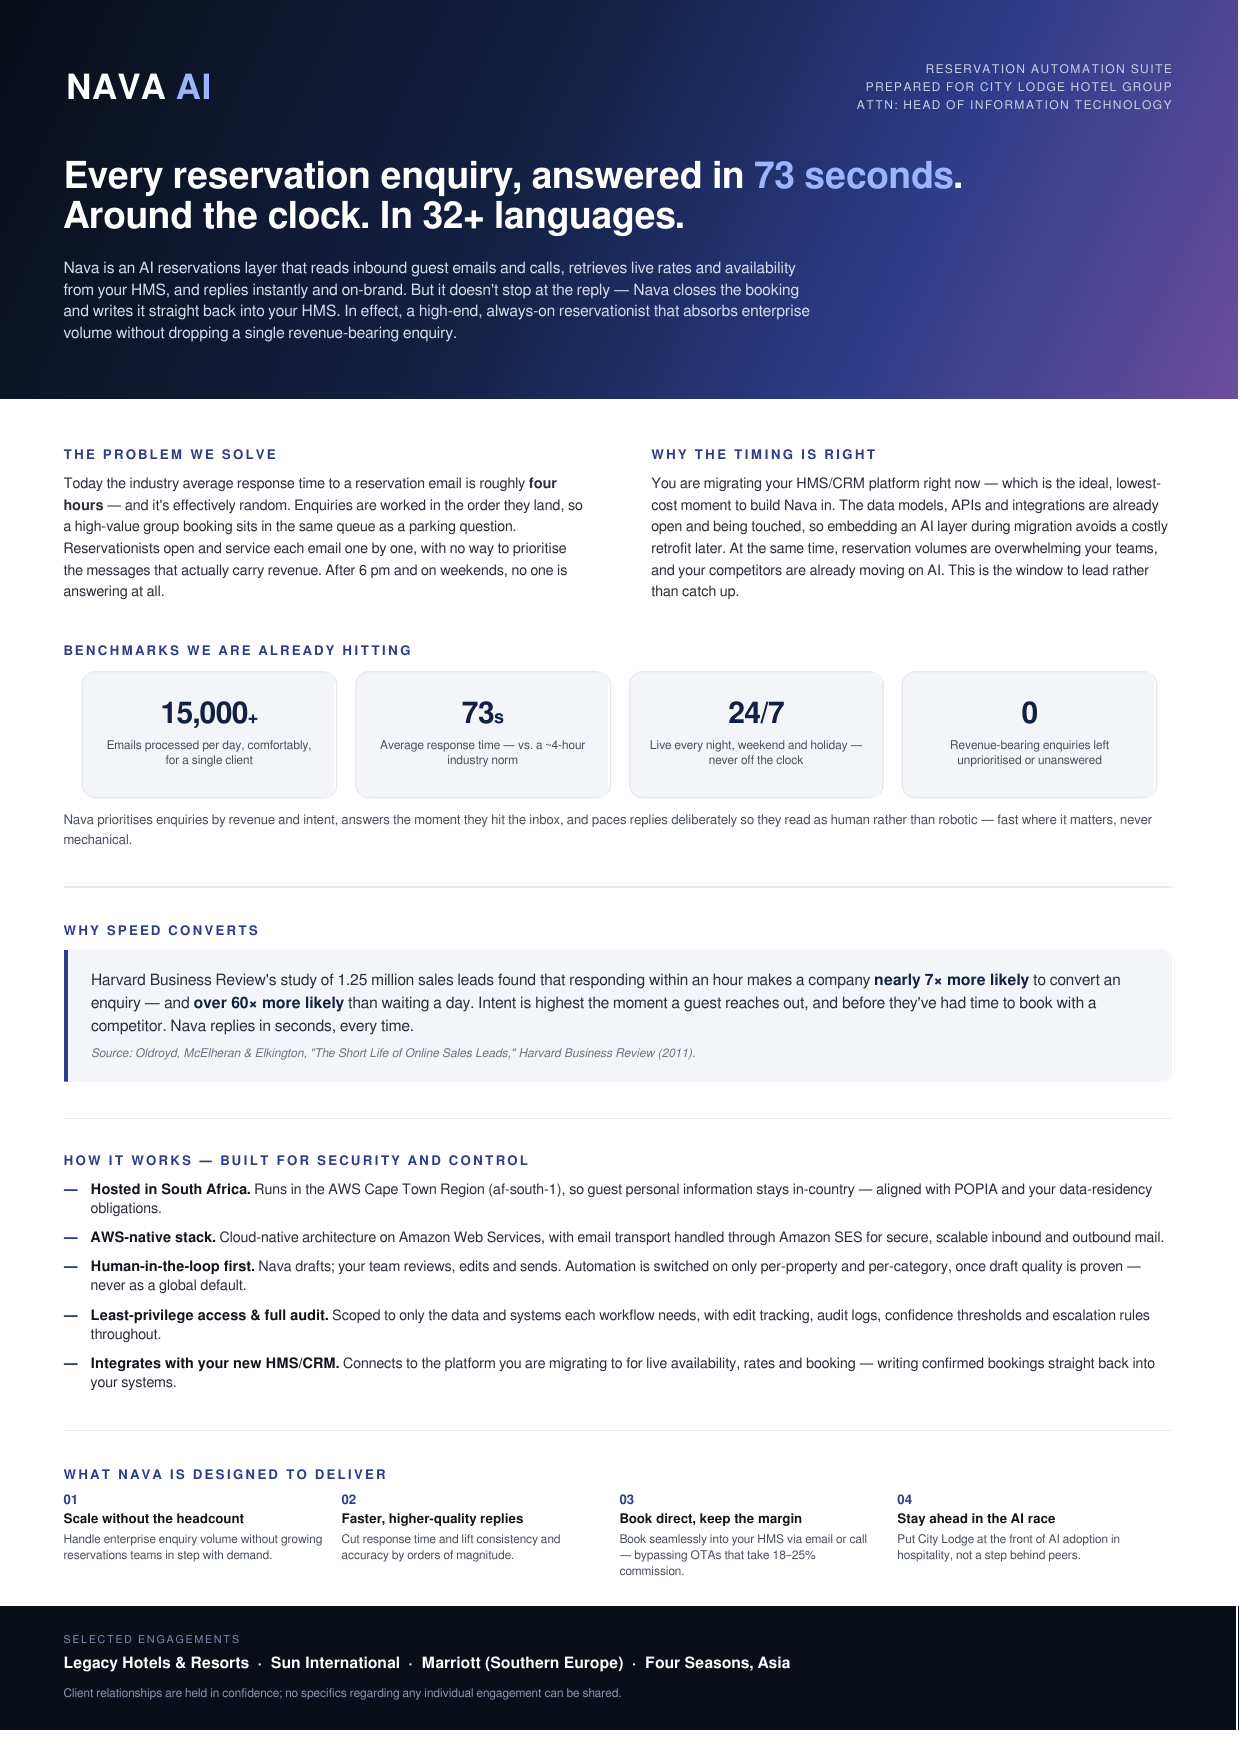 NAVA AI
RESERVATION AUTOMATION SUITE
PREPARED FOR CITY LODGE HOTEL GROUP
ATTN: HEAD OF INFORMATION TECHNOLOGY
Every reservation enquiry, answered in 73 seconds.
Around the clock. In 32+ languages.
Nava is an AI reservations layer that reads inbound guest emails and calls, retrieves live rates and availability
from your HMS, and replies instantly and on-brand. But it doesn't stop at the reply — Nava closes the booking
and writes it straight back into your HMS. In effect, a high-end, always-on reservationist that absorbs enterprise
volume without dropping a single revenue-bearing enquiry.
THE PROBLEM WE SOLVE
Today the industry average response time to a reservation email is roughly four
hours — and it's effectively random. Enquiries are worked in the order they land, so
a high-value group booking sits in the same queue as a parking question.
Reservationists open and service each email one by one, with no way to prioritise
the messages that actually carry revenue. After 6 pm and on weekends, no one is
answering at all.
WHY THE TIMING IS RIGHT
You are migrating your HMS/CRM platform right now — which is the ideal, lowest-
cost moment to build Nava in. The data models, APIs and integrations are already
open and being touched, so embedding an AI layer during migration avoids a costly
retrofit later. At the same time, reservation volumes are overwhelming your teams,
and your competitors are already moving on AI. This is the window to lead rather
than catch up.
BENCHMARKS WE ARE ALREADY HITTING
15,000+
Emails processed per day, comfortably,
for a single client
73s
Average response time — vs. a ~4-hour
industry norm
24/7
Live every night, weekend and holiday —
never off the clock
0
Revenue-bearing enquiries left
unprioritised or unanswered
Nava prioritises enquiries by revenue and intent, answers the moment they hit the inbox, and paces replies deliberately so they read as human rather than robotic — fast where it matters, never
mechanical.
WHY SPEED CONVERTS
Harvard Business Review's study of 1.25 million sales leads found that responding within an hour makes a company nearly 7× more likely to convert an
enquiry — and over 60× more likely than waiting a day. Intent is highest the moment a guest reaches out, and before they've had time to book with a
competitor. Nava replies in seconds, every time.
Source: Oldroyd, McElheran & Elkington, "The Short Life of Online Sales Leads," Harvard Business Review (2011).
HOW IT WORKS — BUILT FOR SECURITY AND CONTROL
— Hosted in South Africa. Runs in the AWS Cape Town Region (af-south-1), so guest personal information stays in-country — aligned with POPIA and your data-residency
obligations.
— AWS-native stack. Cloud-native architecture on Amazon Web Services, with email transport handled through Amazon SES for secure, scalable inbound and outbound mail.
— Human-in-the-loop first. Nava drafts; your team reviews, edits and sends. Automation is switched on only per-property and per-category, once draft quality is proven —
never as a global default.
— Least-privilege access & full audit. Scoped to only the data and systems each workflow needs, with edit tracking, audit logs, confidence thresholds and escalation rules
throughout.
— Integrates with your new HMS/CRM. Connects to the platform you are migrating to for live availability, rates and booking — writing confirmed bookings straight back into
your systems.
WHAT NAVA IS DESIGNED TO DELIVER
01
Scale without the headcount
Handle enterprise enquiry volume without growing
reservations teams in step with demand.
02
Faster, higher-quality replies
Cut response time and lift consistency and
accuracy by orders of magnitude.
03
Book direct, keep the margin
Book seamlessly into your HMS via email or call
— bypassing OTAs that take 18–25%
commission.
04
Stay ahead in the AI race
Put City Lodge at the front of AI adoption in
hospitality, not a step behind peers.
SELECTED ENGAGEMENTS
Legacy Hotels & Resorts · Sun International · Marriott (Southern Europe) · Four Seasons, Asia
Client relationships are held in confidence; no specifics regarding any individual engagement can be shared.